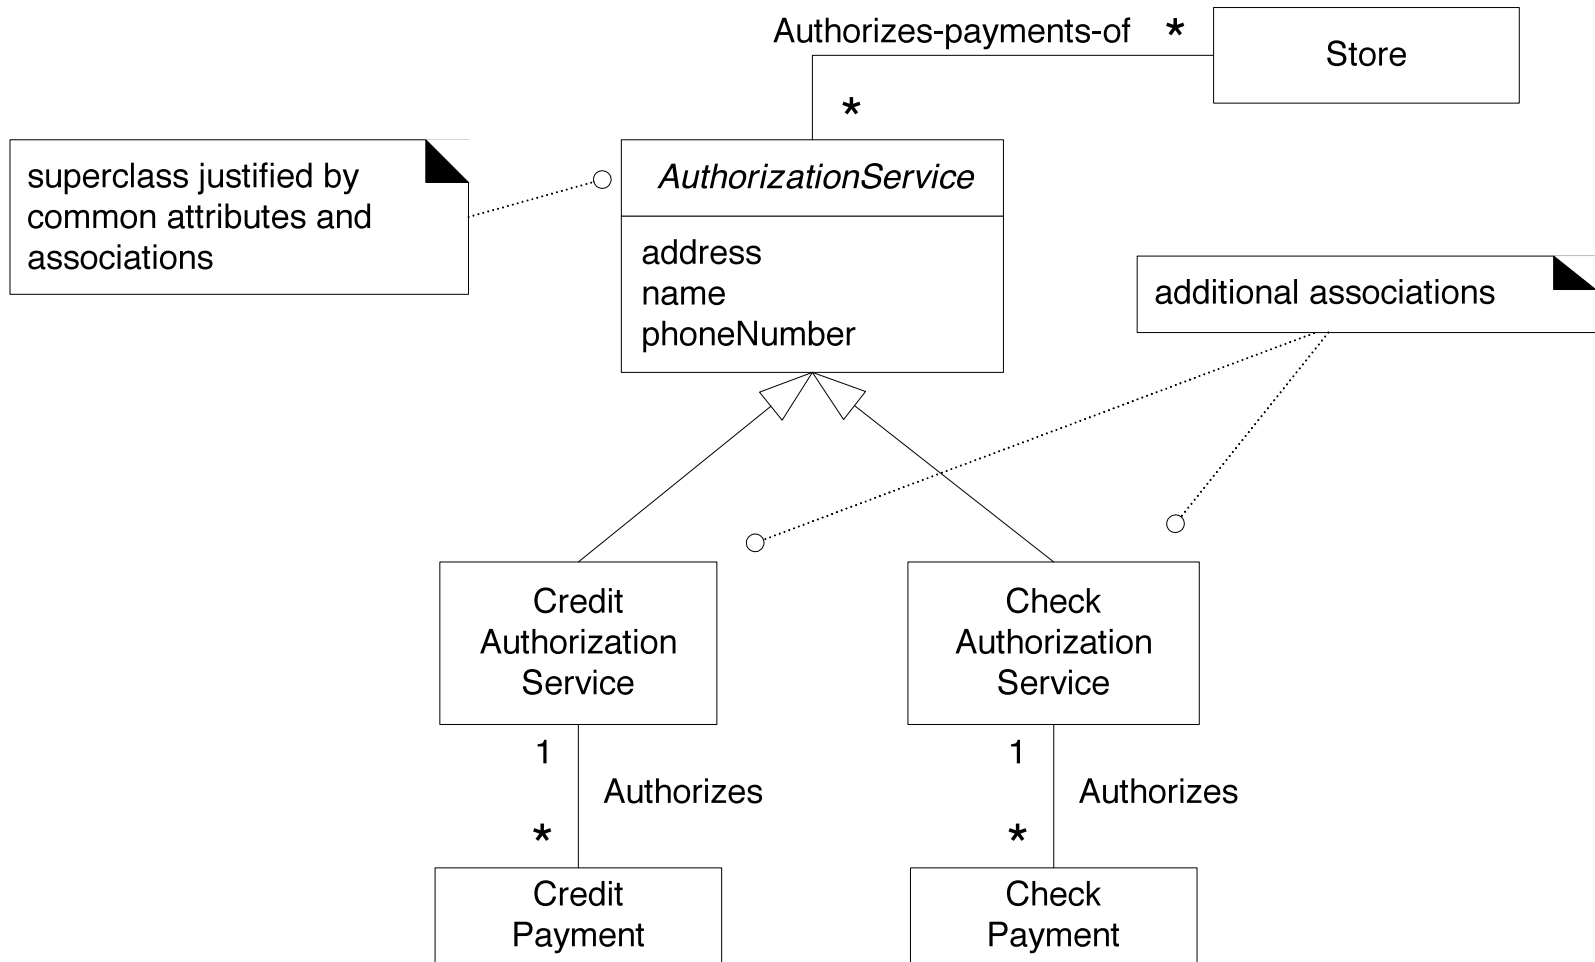 Authorizes-payments-of *
Store
*
superclass justified by
common attributes and
associations
AuthorizationService
address
name
phoneNumber
additional associations
Credit
Authorization
Service
Check
Authorization
Service
1
Authorizes
*
1
Authorizes
*
Credit
Payment
Check
Payment